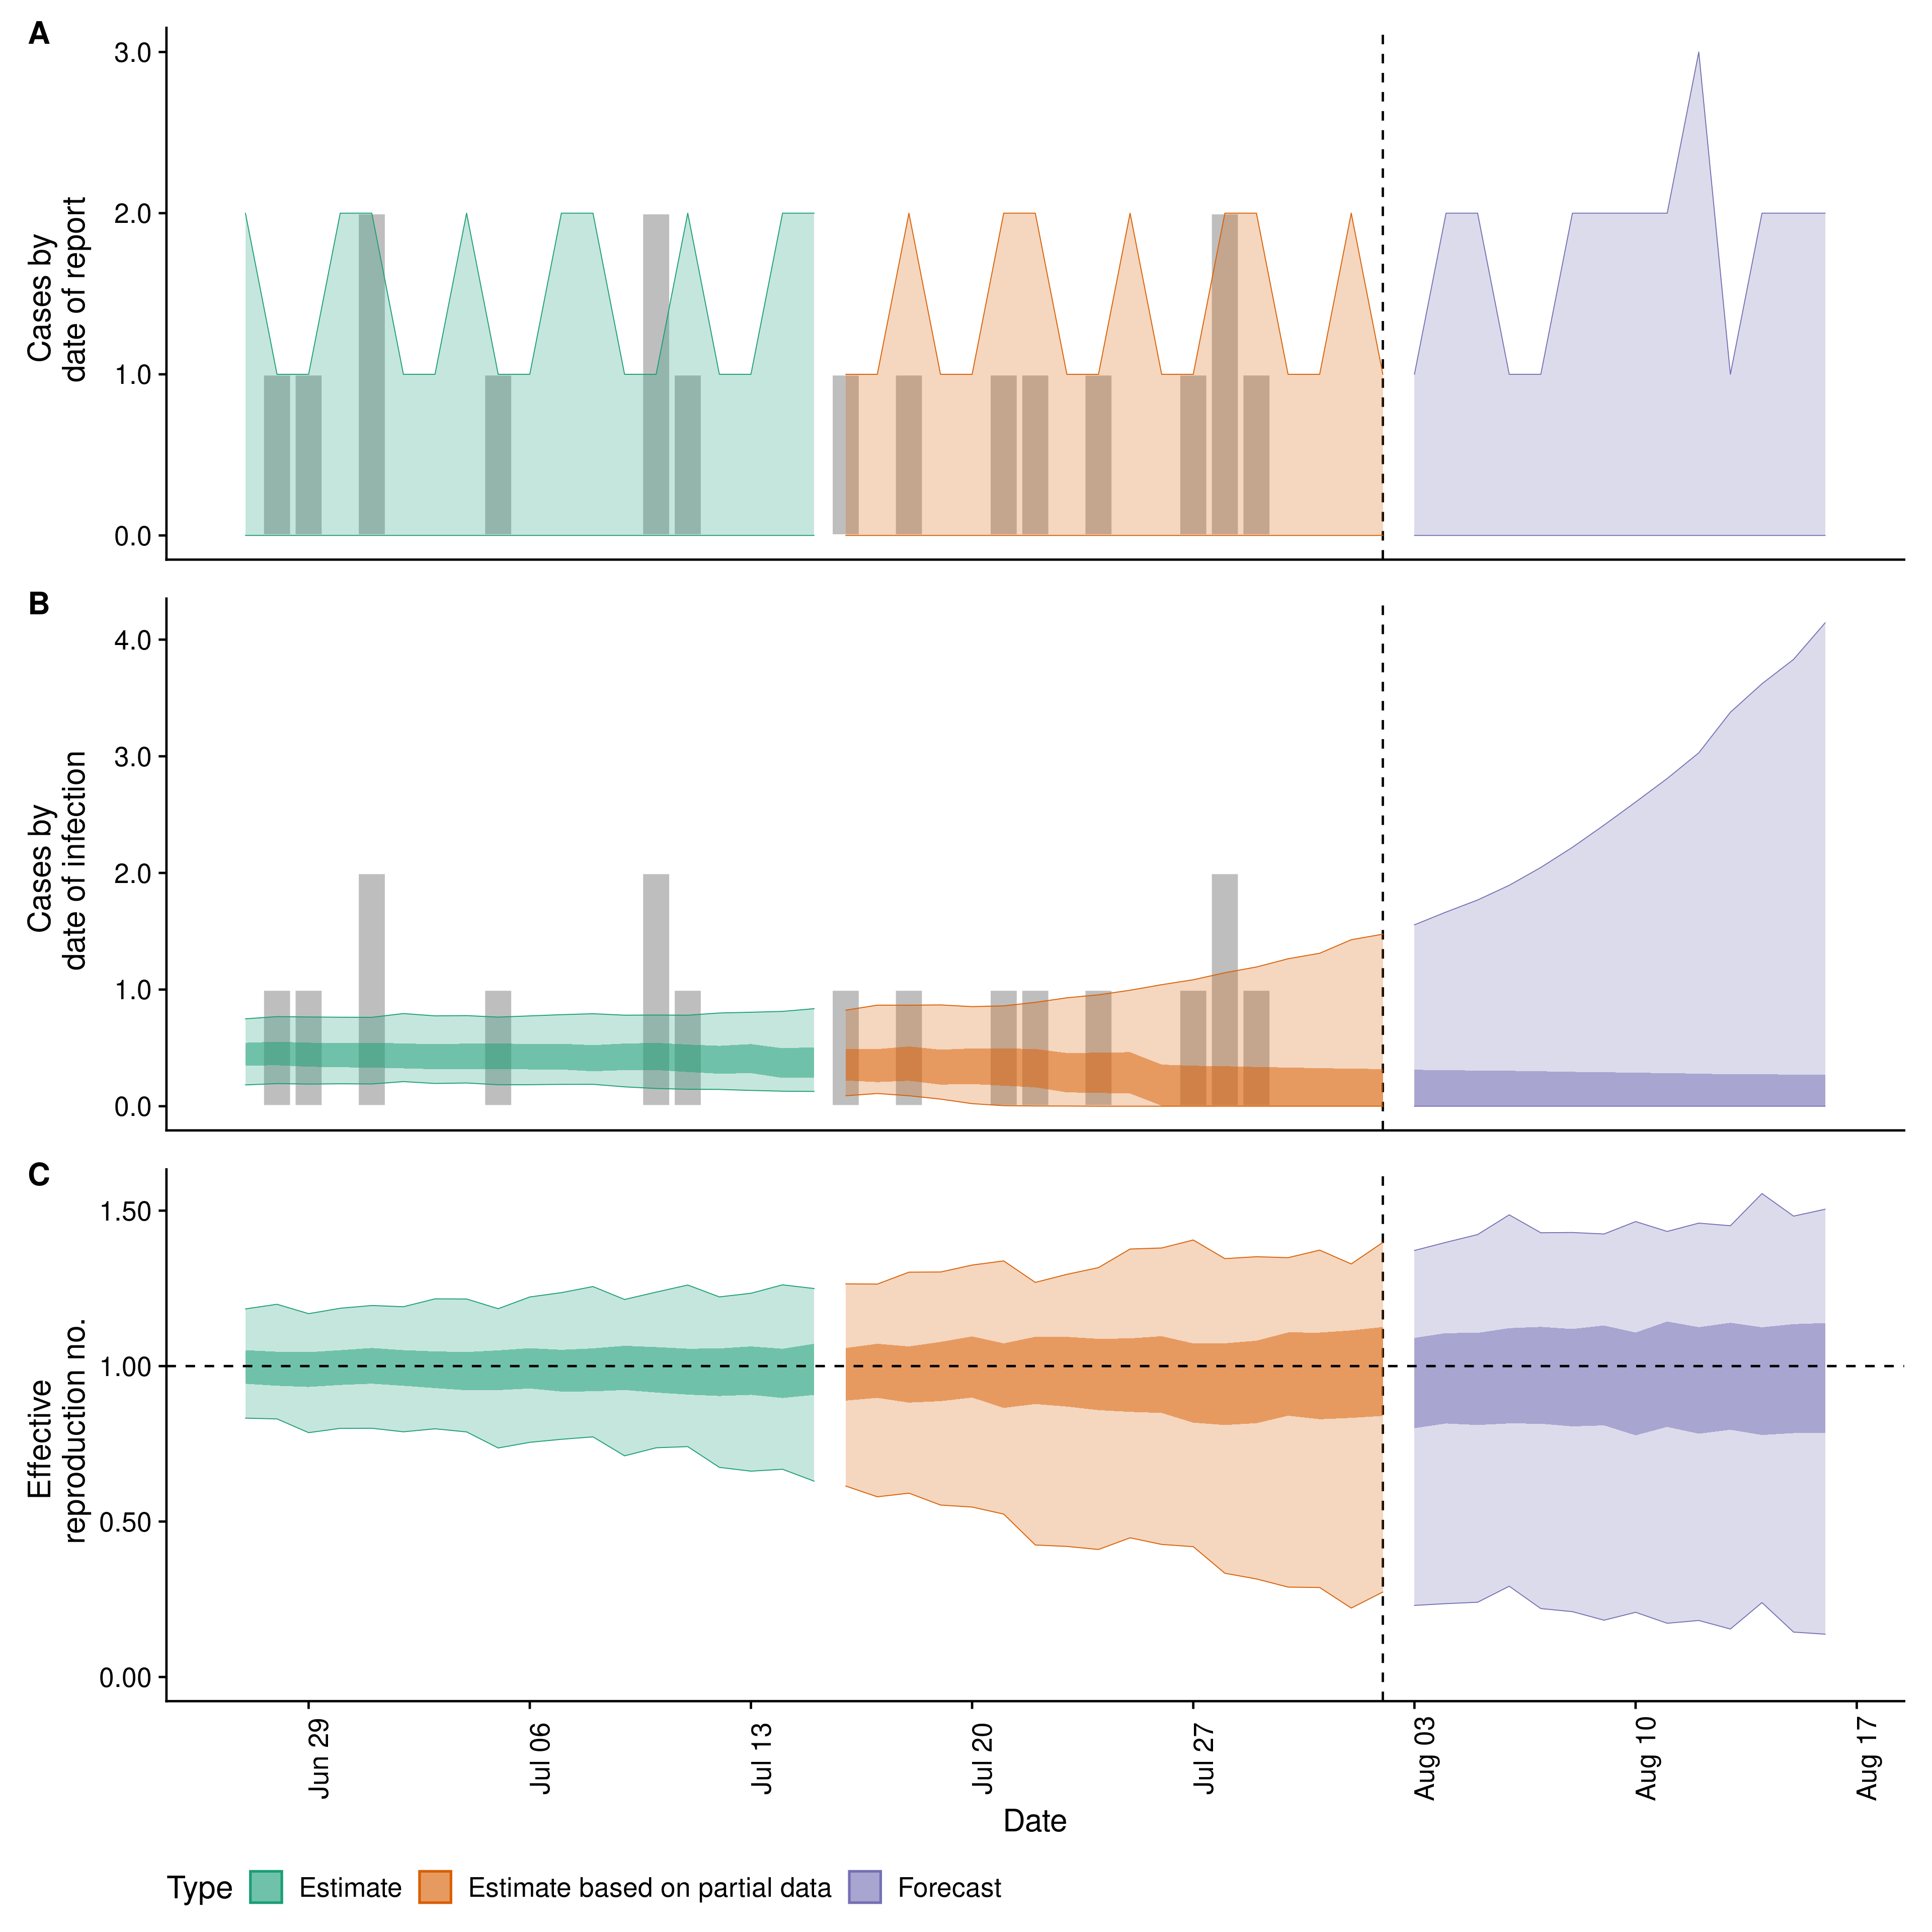 A
Cases by
date of report
3.0
2.0
1.0
0.0
B
Cases by
date of infection
4.0
3.0
2.0
1.0
0.0
C
Effective
reproduction no.
1.50
1.00
0.50
0.00
Jun 29
Jul 06
Jul 13
Jul 20
Jul 27
Aug 03
Aug 10
Aug 17
Date
Type Estimate Estimate based on partial data Forecast